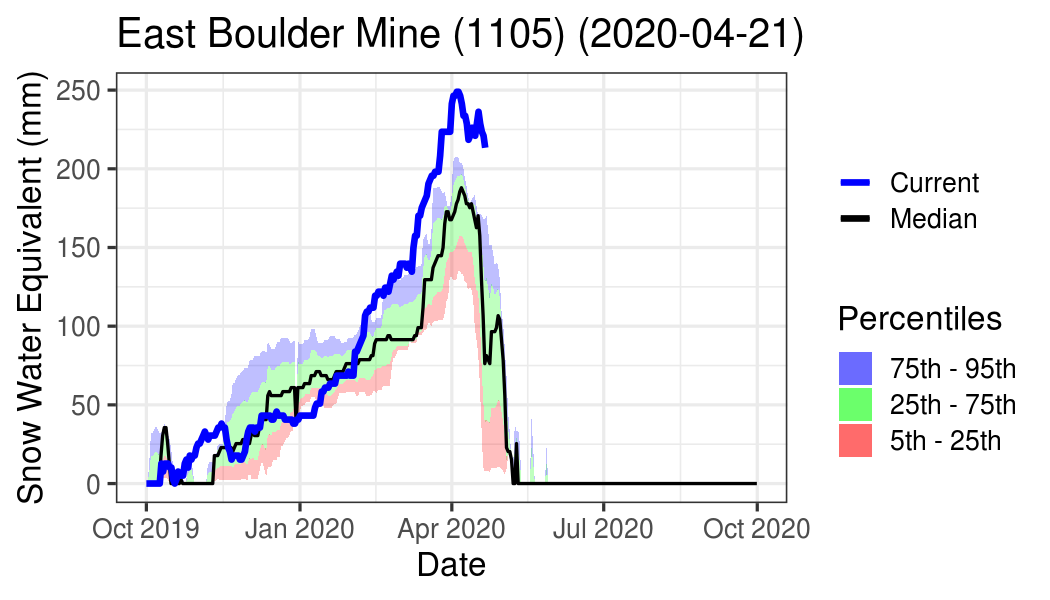 East Boulder Mine (1105) (2020-04-21)
Snow Water Equivalent (mm)
250
200
150
100
50
0
Oct 2019
Jan 2020
Apr 2020
Jul 2020
Oct 2020
Date
Current
Median
Percentiles
75th - 95th
25th - 75th
5th - 25th